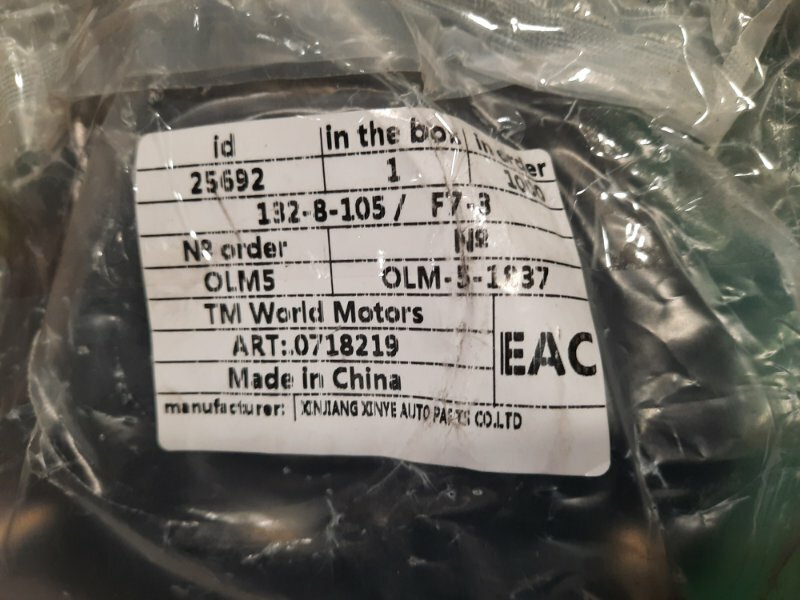 id in the box in order
25692 1 1000
132-8-105 / F7-3
Nº order Nº
OLM5 OLM-5-1837
TM World Motors
ART:.0718219
EAC
Made in China
manufacturer: XINJIANG XINYE AUTO PARTS CO.LTD